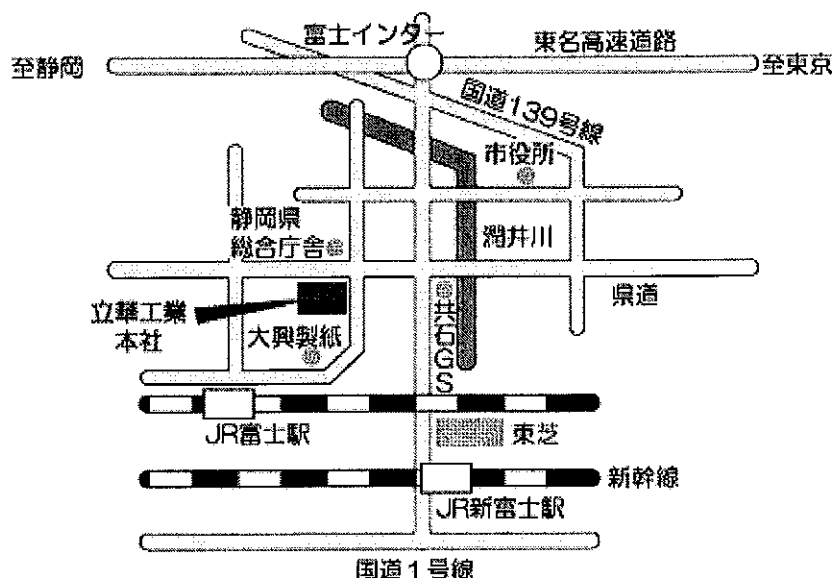 富士インター
東名高速道路
至静岡
至東京
国道139号線
市役所
静岡県
総合庁舎
潤井川
県道
立華工業
本社
大興製紙
共石GS
JR富士駅
東芝
新幹線
JR新富士駅
国道1号線